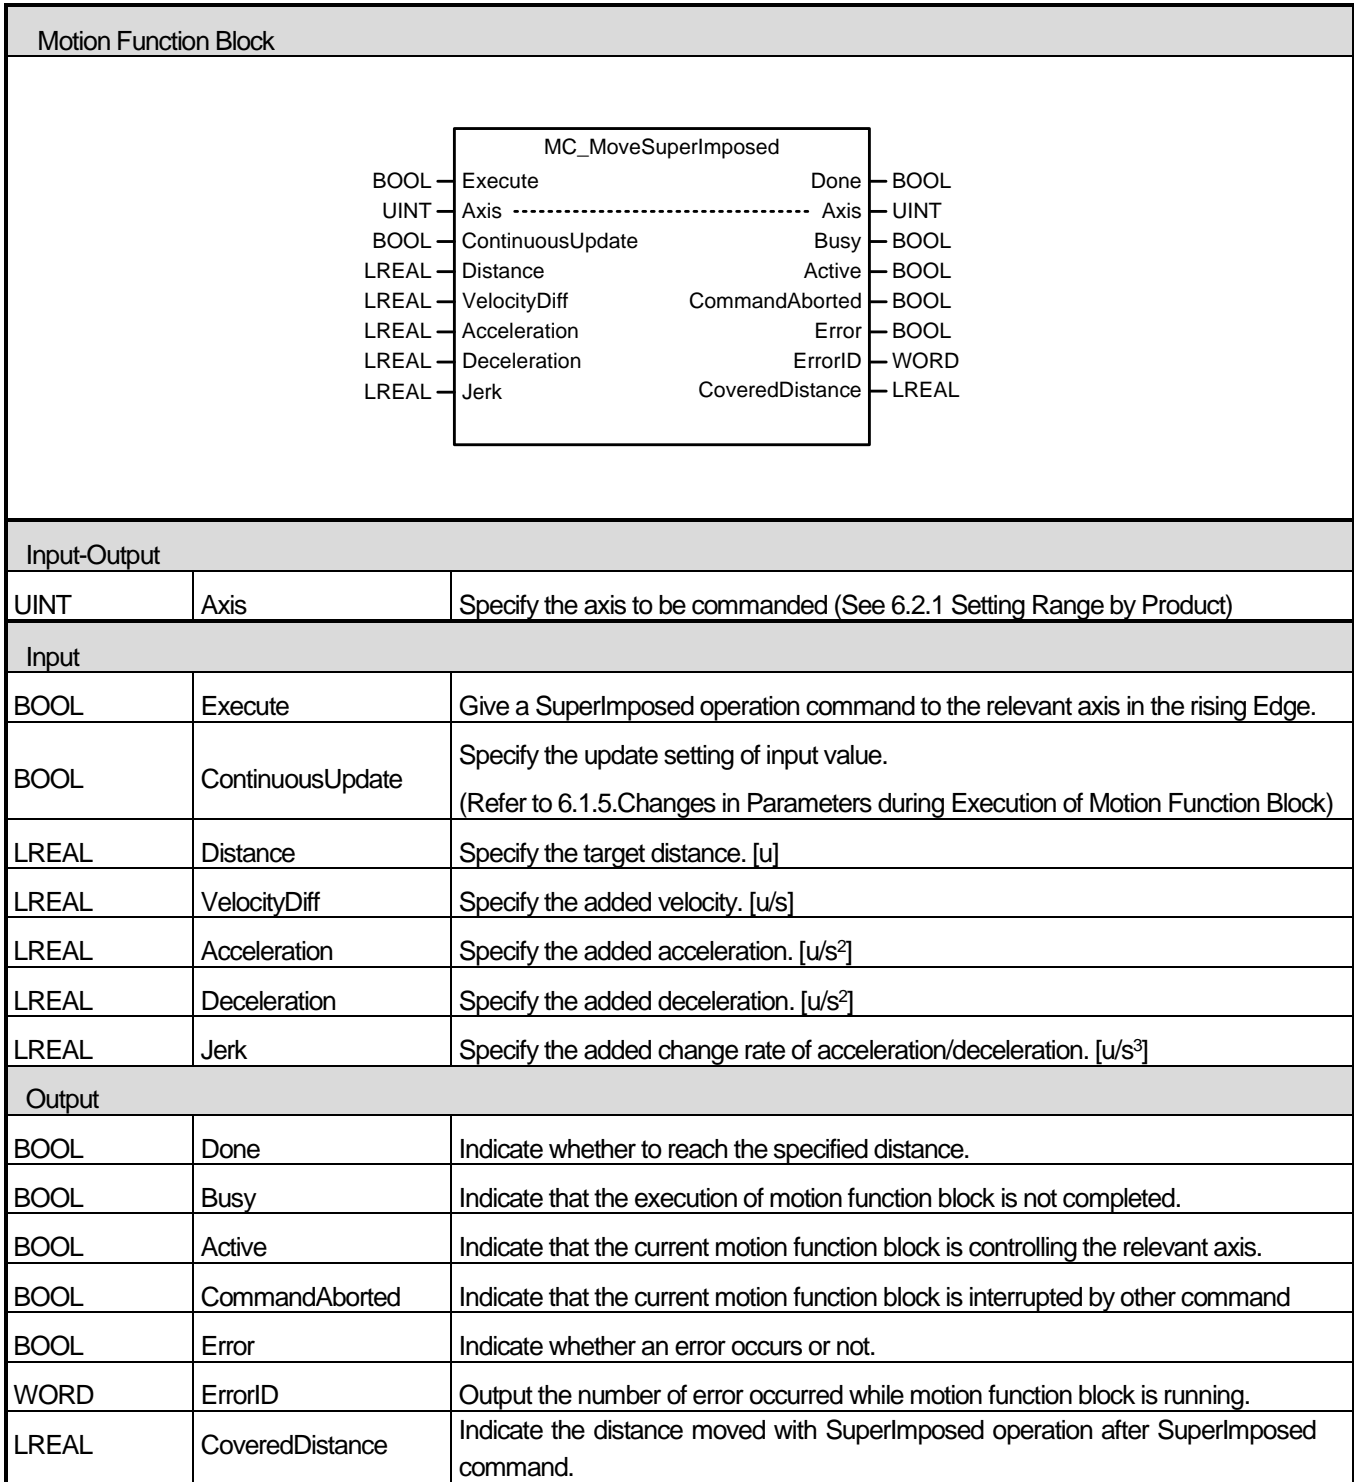 Motion Function Block
MC_MoveSuperImposed
BOOL Execute Done BOOL
UINT Axis Axis UINT
BOOL ContinuousUpdate Busy BOOL
LREAL Distance Active BOOL
LREAL VelocityDiff CommandAborted BOOL
LREAL Acceleration Error BOOL
LREAL Deceleration ErrorID WORD
LREAL Jerk CoveredDistance LREAL
Input-Output
UINT Axis Specify the axis to be commanded (See 6.2.1 Setting Range by Product)
Input
BOOL Execute Give a SuperImposed operation command to the relevant axis in the rising Edge.
BOOL ContinuousUpdate Specify the update setting of input value.
(Refer to 6.1.5.Changes in Parameters during Execution of Motion Function Block)
LREAL Distance Specify the target distance. [u]
LREAL VelocityDiff Specify the added velocity. [u/s]
LREAL Acceleration Specify the added acceleration. [u/s²]
LREAL Deceleration Specify the added deceleration. [u/s²]
LREAL Jerk Specify the added change rate of acceleration/deceleration. [u/s³]
Output
BOOL Done Indicate whether to reach the specified distance.
BOOL Busy Indicate that the execution of motion function block is not completed.
BOOL Active Indicate that the current motion function block is controlling the relevant axis.
BOOL CommandAborted Indicate that the current motion function block is interrupted by other command
BOOL Error Indicate whether an error occurs or not.
WORD ErrorID Output the number of error occurred while motion function block is running.
LREAL CoveredDistance Indicate the distance moved with SuperImposed operation after SuperImposed
command.